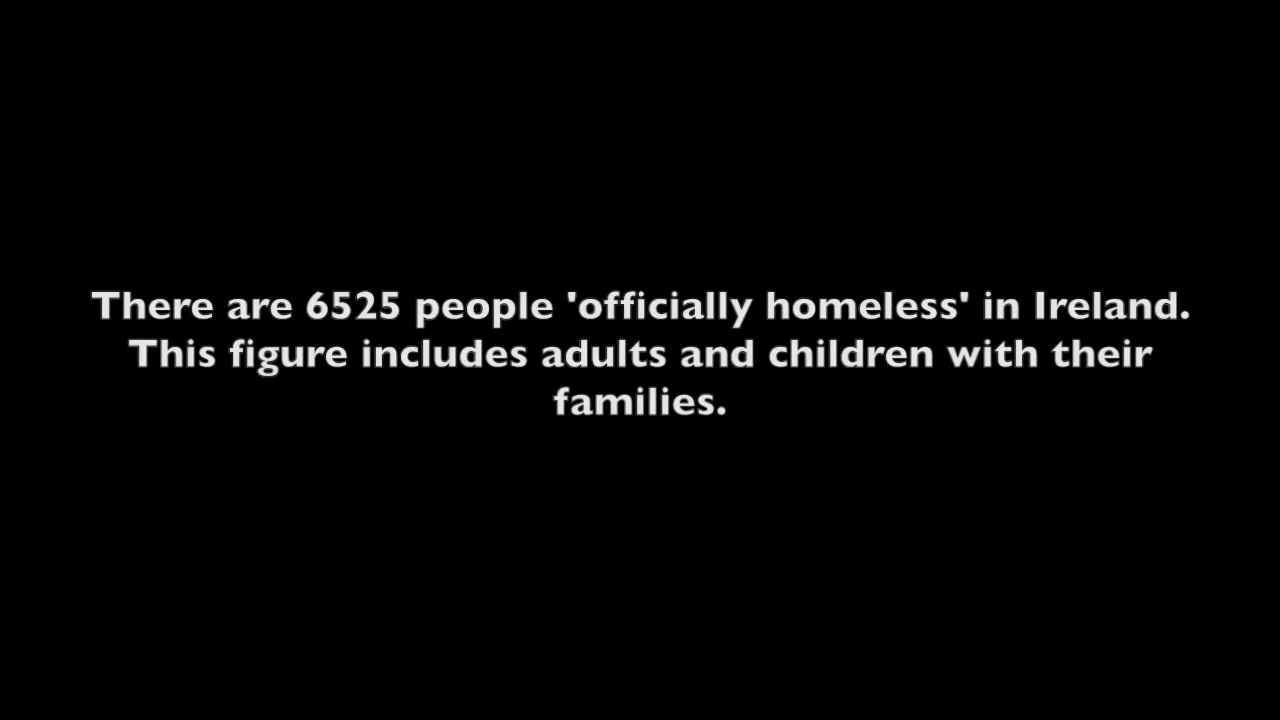 There are 6525 people 'officially homeless' in Ireland.
This figure includes adults and children with their
families.